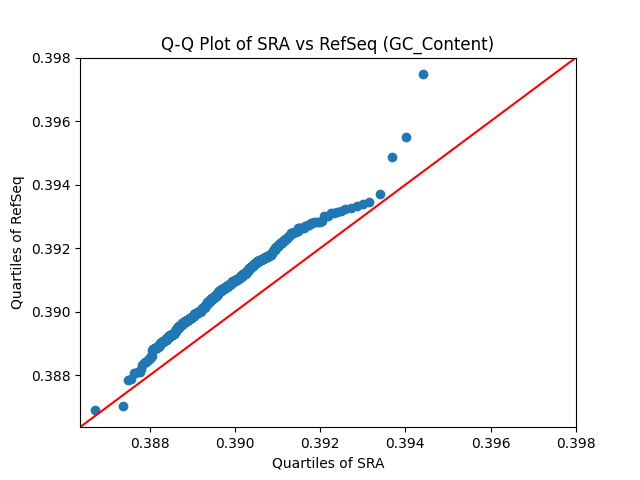 Q-Q Plot of SRA vs RefSeq (GC_Content)
0.398
0.396
0.394
0.392
0.390
0.388
Quartiles of RefSeq
0.388 0.390 0.392 0.394 0.396 0.398
Quartiles of SRA